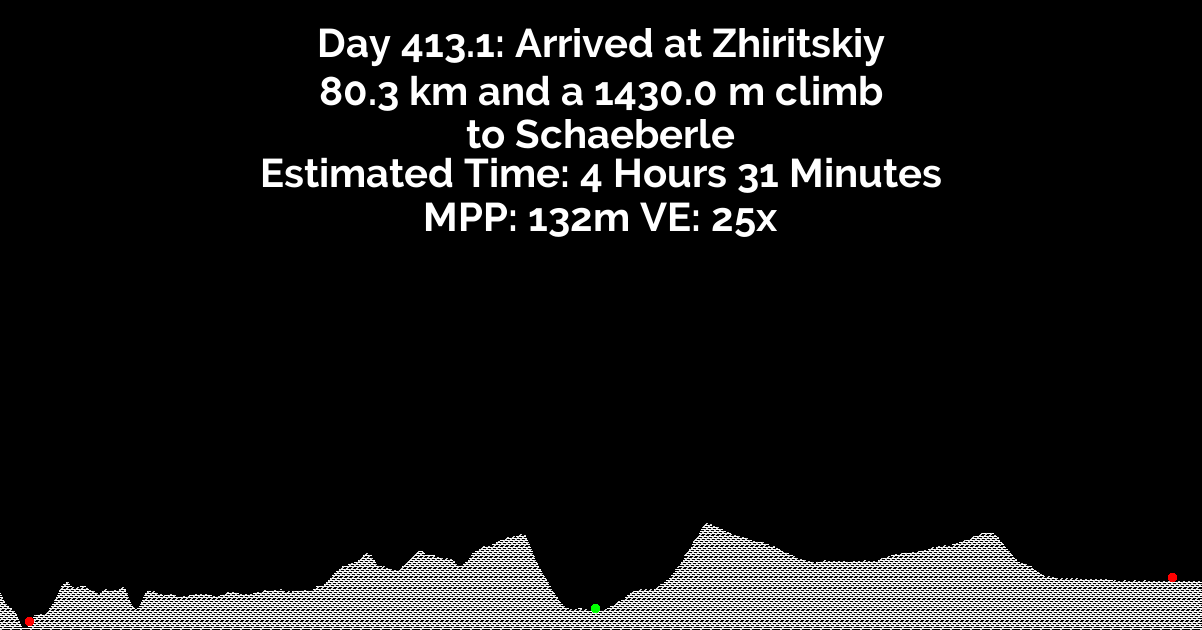 Day 413.1: Arrived at Zhiritskiy
80.3 km and a 1430.0 m climb
to Schaeberle
Estimated Time: 4 Hours 31 Minutes
MPP: 132m VE: 25x